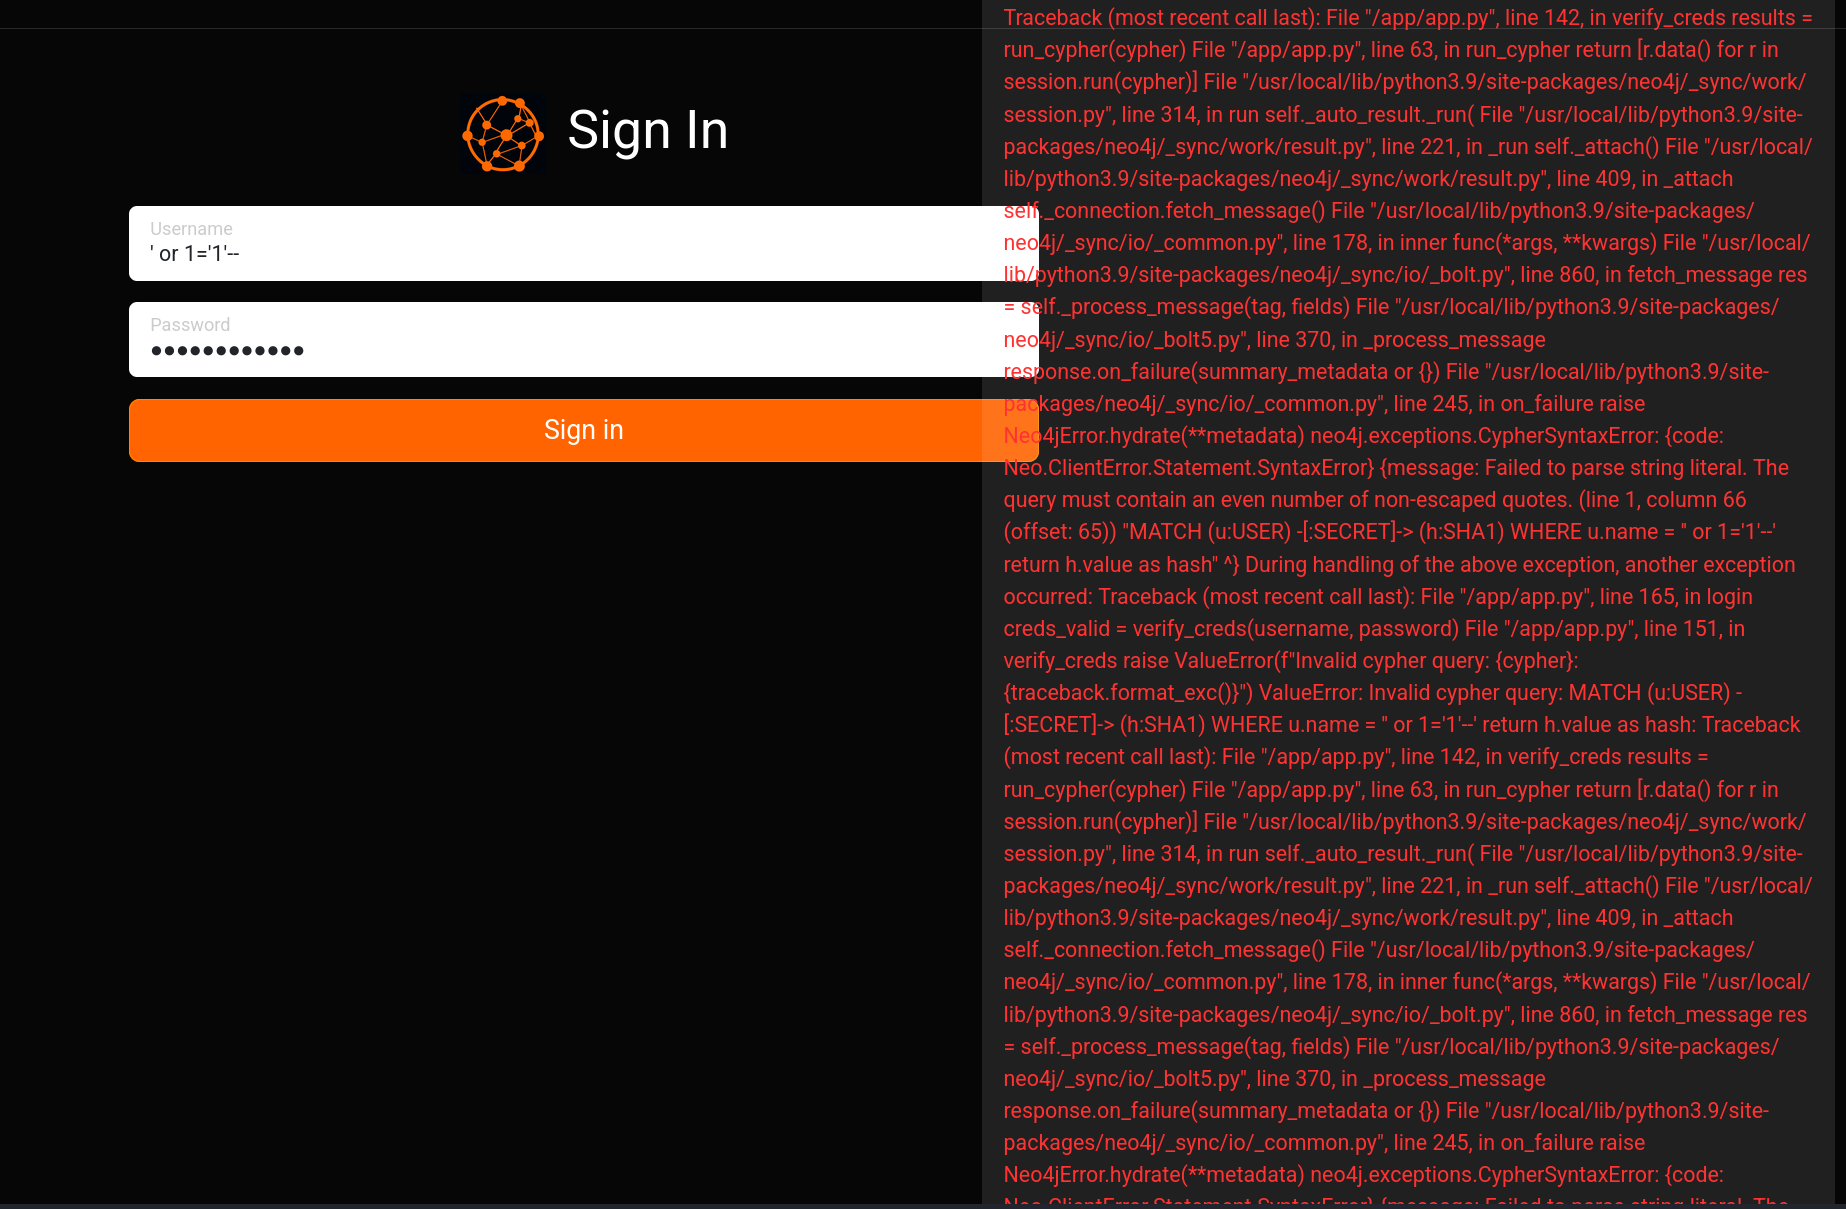 Sign In
Username
' or 1='1'--
Password
Sign in
Traceback (most recent call last): File "/app/app.py", line 142, in verify_creds results =
run_cypher(cypher) File "/app/app.py", line 63, in run_cypher return [r.data() for r in
session.run(cypher)] File "/usr/local/lib/python3.9/site-packages/neo4j/_sync/work/
session.py", line 314, in run self._auto_result._run( File "/usr/local/lib/python3.9/site-
packages/neo4j/_sync/work/result.py", line 221, in _run self._attach() File "/usr/local/
lib/python3.9/site-packages/neo4j/_sync/work/result.py", line 409, in _attach
self._connection.fetch_message() File "/usr/local/lib/python3.9/site-packages/
neo4j/_sync/io/_common.py", line 178, in inner func(*args, **kwargs) File "/usr/local/
lib/python3.9/site-packages/neo4j/_sync/io/_bolt.py", line 860, in fetch_message res
= self._process_message(tag, fields) File "/usr/local/lib/python3.9/site-packages/
neo4j/_sync/io/_bolt5.py", line 370, in _process_message
response.on_failure(summary_metadata or {}) File "/usr/local/lib/python3.9/site-
packages/neo4j/_sync/io/_common.py", line 245, in on_failure raise
Neo4jError.hydrate(**metadata) neo4j.exceptions.CypherSyntaxError: {code:
Neo.ClientError.Statement.SyntaxError} {message: Failed to parse string literal. The
query must contain an even number of non-escaped quotes. (line 1, column 66
(offset: 65)) "MATCH (u:USER) -[:SECRET]-> (h:SHA1) WHERE u.name = '' or 1='1'--'
return h.value as hash" ^} During handling of the above exception, another exception
occurred: Traceback (most recent call last): File "/app/app.py", line 165, in login
creds_valid = verify_creds(username, password) File "/app/app.py", line 151, in
verify_creds raise ValueError(f"Invalid cypher query: {cypher}:
{traceback.format_exc()}") ValueError: Invalid cypher query: MATCH (u:USER) -
[:SECRET]-> (h:SHA1) WHERE u.name = '' or 1='1'--' return h.value as hash: Traceback
(most recent call last): File "/app/app.py", line 142, in verify_creds results =
run_cypher(cypher) File "/app/app.py", line 63, in run_cypher return [r.data() for r in
session.run(cypher)] File "/usr/local/lib/python3.9/site-packages/neo4j/_sync/work/
session.py", line 314, in run self._auto_result._run( File "/usr/local/lib/python3.9/site-
packages/neo4j/_sync/work/result.py", line 221, in _run self._attach() File "/usr/local/
lib/python3.9/site-packages/neo4j/_sync/work/result.py", line 409, in _attach
self._connection.fetch_message() File "/usr/local/lib/python3.9/site-packages/
neo4j/_sync/io/_common.py", line 178, in inner func(*args, **kwargs) File "/usr/local/
lib/python3.9/site-packages/neo4j/_sync/io/_bolt.py", line 860, in fetch_message res
= self._process_message(tag, fields) File "/usr/local/lib/python3.9/site-packages/
neo4j/_sync/io/_bolt5.py", line 370, in _process_message
response.on_failure(summary_metadata or {}) File "/usr/local/lib/python3.9/site-
packages/neo4j/_sync/io/_common.py", line 245, in on_failure raise
Neo4jError.hydrate(**metadata) neo4j.exceptions.CypherSyntaxError: {code:
Neo.ClientError.Statement.SyntaxError} {message: Failed to parse string literal. The